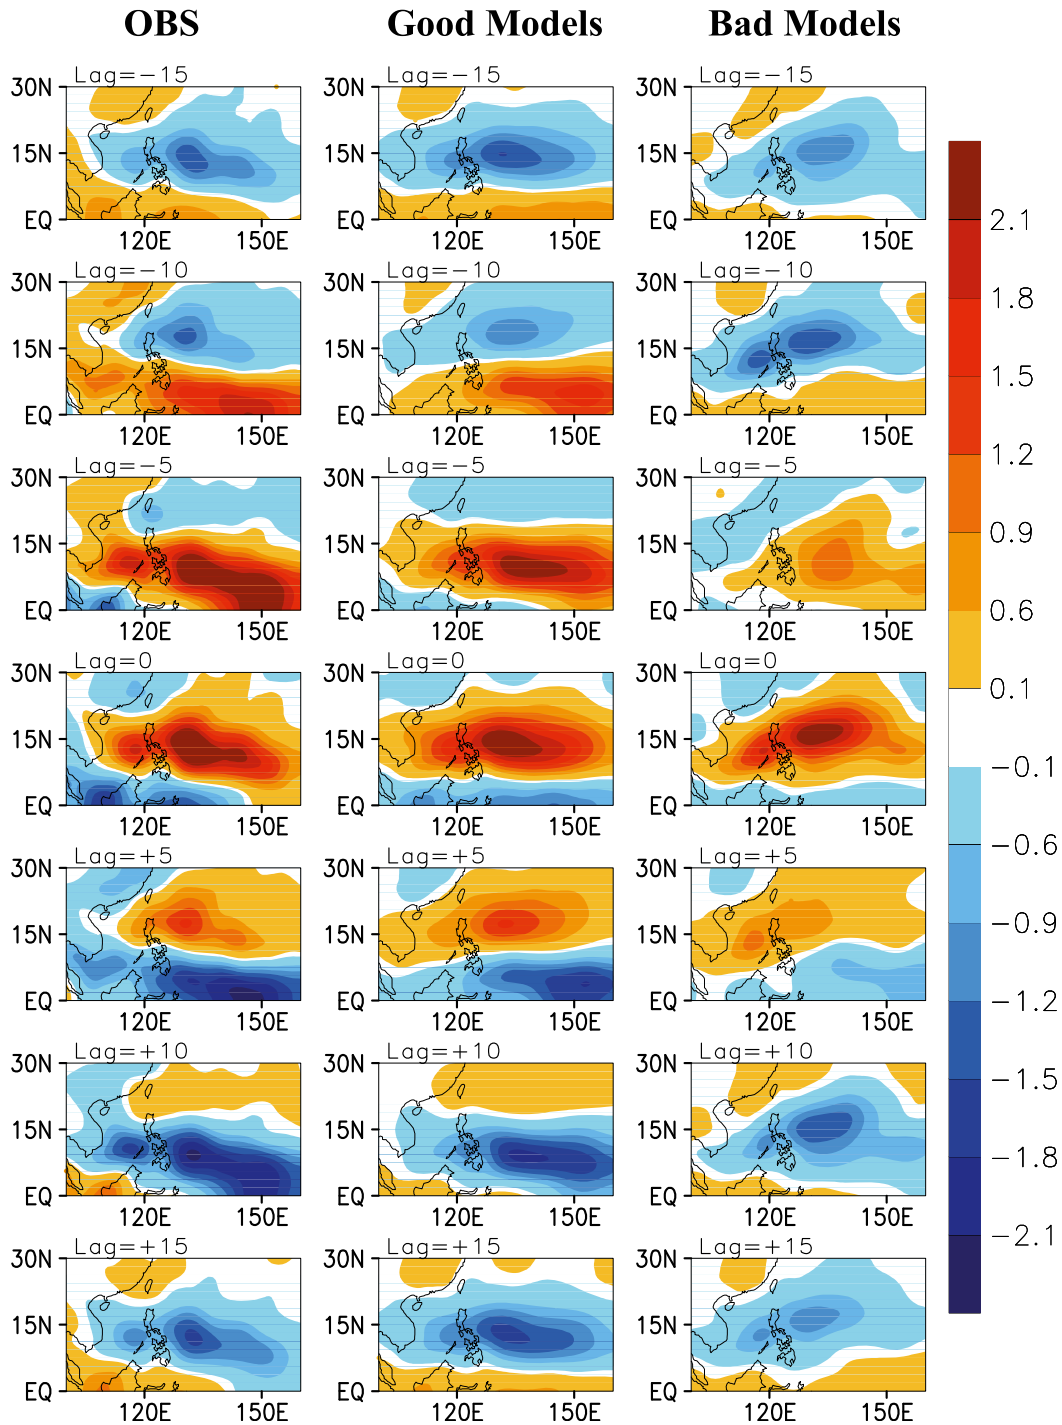 OBS Good Models Bad Models
Lag=−15 Lag=−15 Lag=−15
30N 30N 30N
15N 15N 15N
EQ EQ EQ
120E 150E 120E 150E 120E 150E
Lag=−10 Lag=−10 Lag=−10
30N 30N 30N
15N 15N 15N
EQ EQ EQ
120E 150E 120E 150E 120E 150E
Lag=−5 Lag=−5 Lag=−5
30N 30N 30N
15N 15N 15N
EQ EQ EQ
120E 150E 120E 150E 120E 150E
Lag=0 Lag=0 Lag=0
30N 30N 30N
15N 15N 15N
EQ EQ EQ
120E 150E 120E 150E 120E 150E
Lag=+5 Lag=+5 Lag=+5
30N 30N 30N
15N 15N 15N
EQ EQ EQ
120E 150E 120E 150E 120E 150E
Lag=+10 Lag=+10 Lag=+10
30N 30N 30N
15N 15N 15N
EQ EQ EQ
120E 150E 120E 150E 120E 150E
Lag=+15 Lag=+15 Lag=+15
30N 30N 30N
15N 15N 15N
EQ EQ EQ
120E 150E 120E 150E 120E 150E
2.1
1.8
1.5
1.2
0.9
0.6
0.1
−0.1
−0.6
−0.9
−1.2
−1.5
−1.8
−2.1